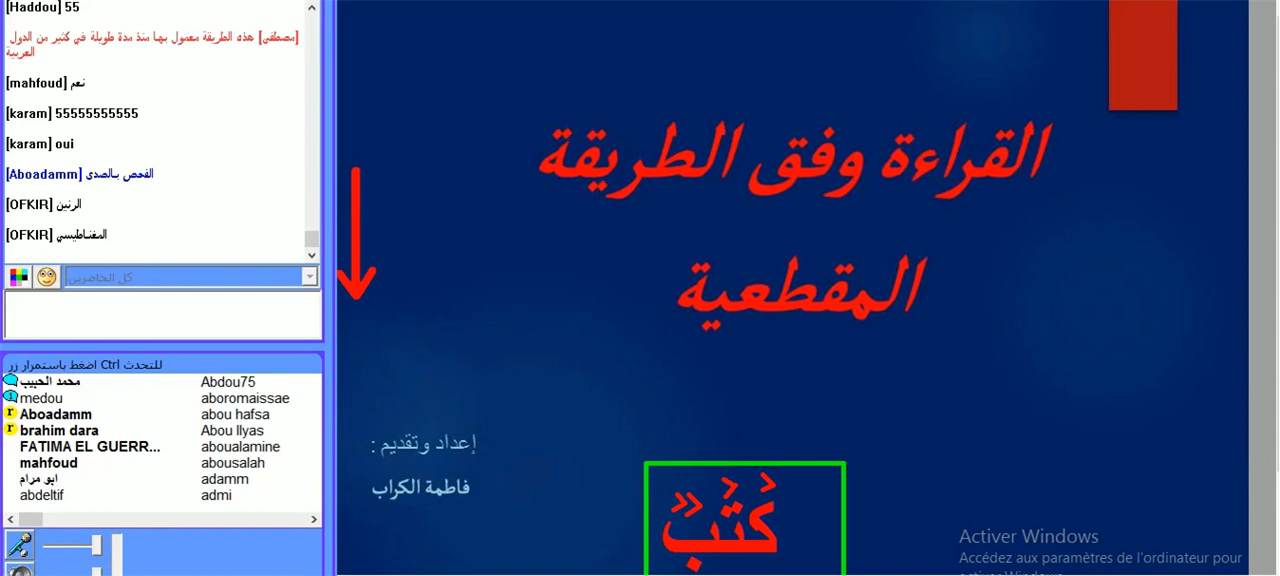 [Haddou] 55
[مصطفى] هذه الطريقة معمول بها منذ مدة طويلة في كثير من الدول
العربية
[mahfoud] نعم
[karam] 55555555555
[karam] oui
[Aboadamm] الفحص بالصدى
[OFKIR] الرنين
[OFKIR] المغناطيسي
كل الحاضرين
للتحدث Ctrl اضغط باستمرار زر
محمد الحبيب Abdou75
medou aboromaissae
Aboadamm abou hafsa
brahim dara Abou Ilyas
FATIMA EL GUERR... aboualamine
mahfoud abousalah
ابو مرام adamm
abdeltif admi
القراءة وفق الطريقة
المقطعية
إعداد وتقديم :
فاطمة الكراب
Activer Windows
Accédez aux paramètres de l'ordinateur pour